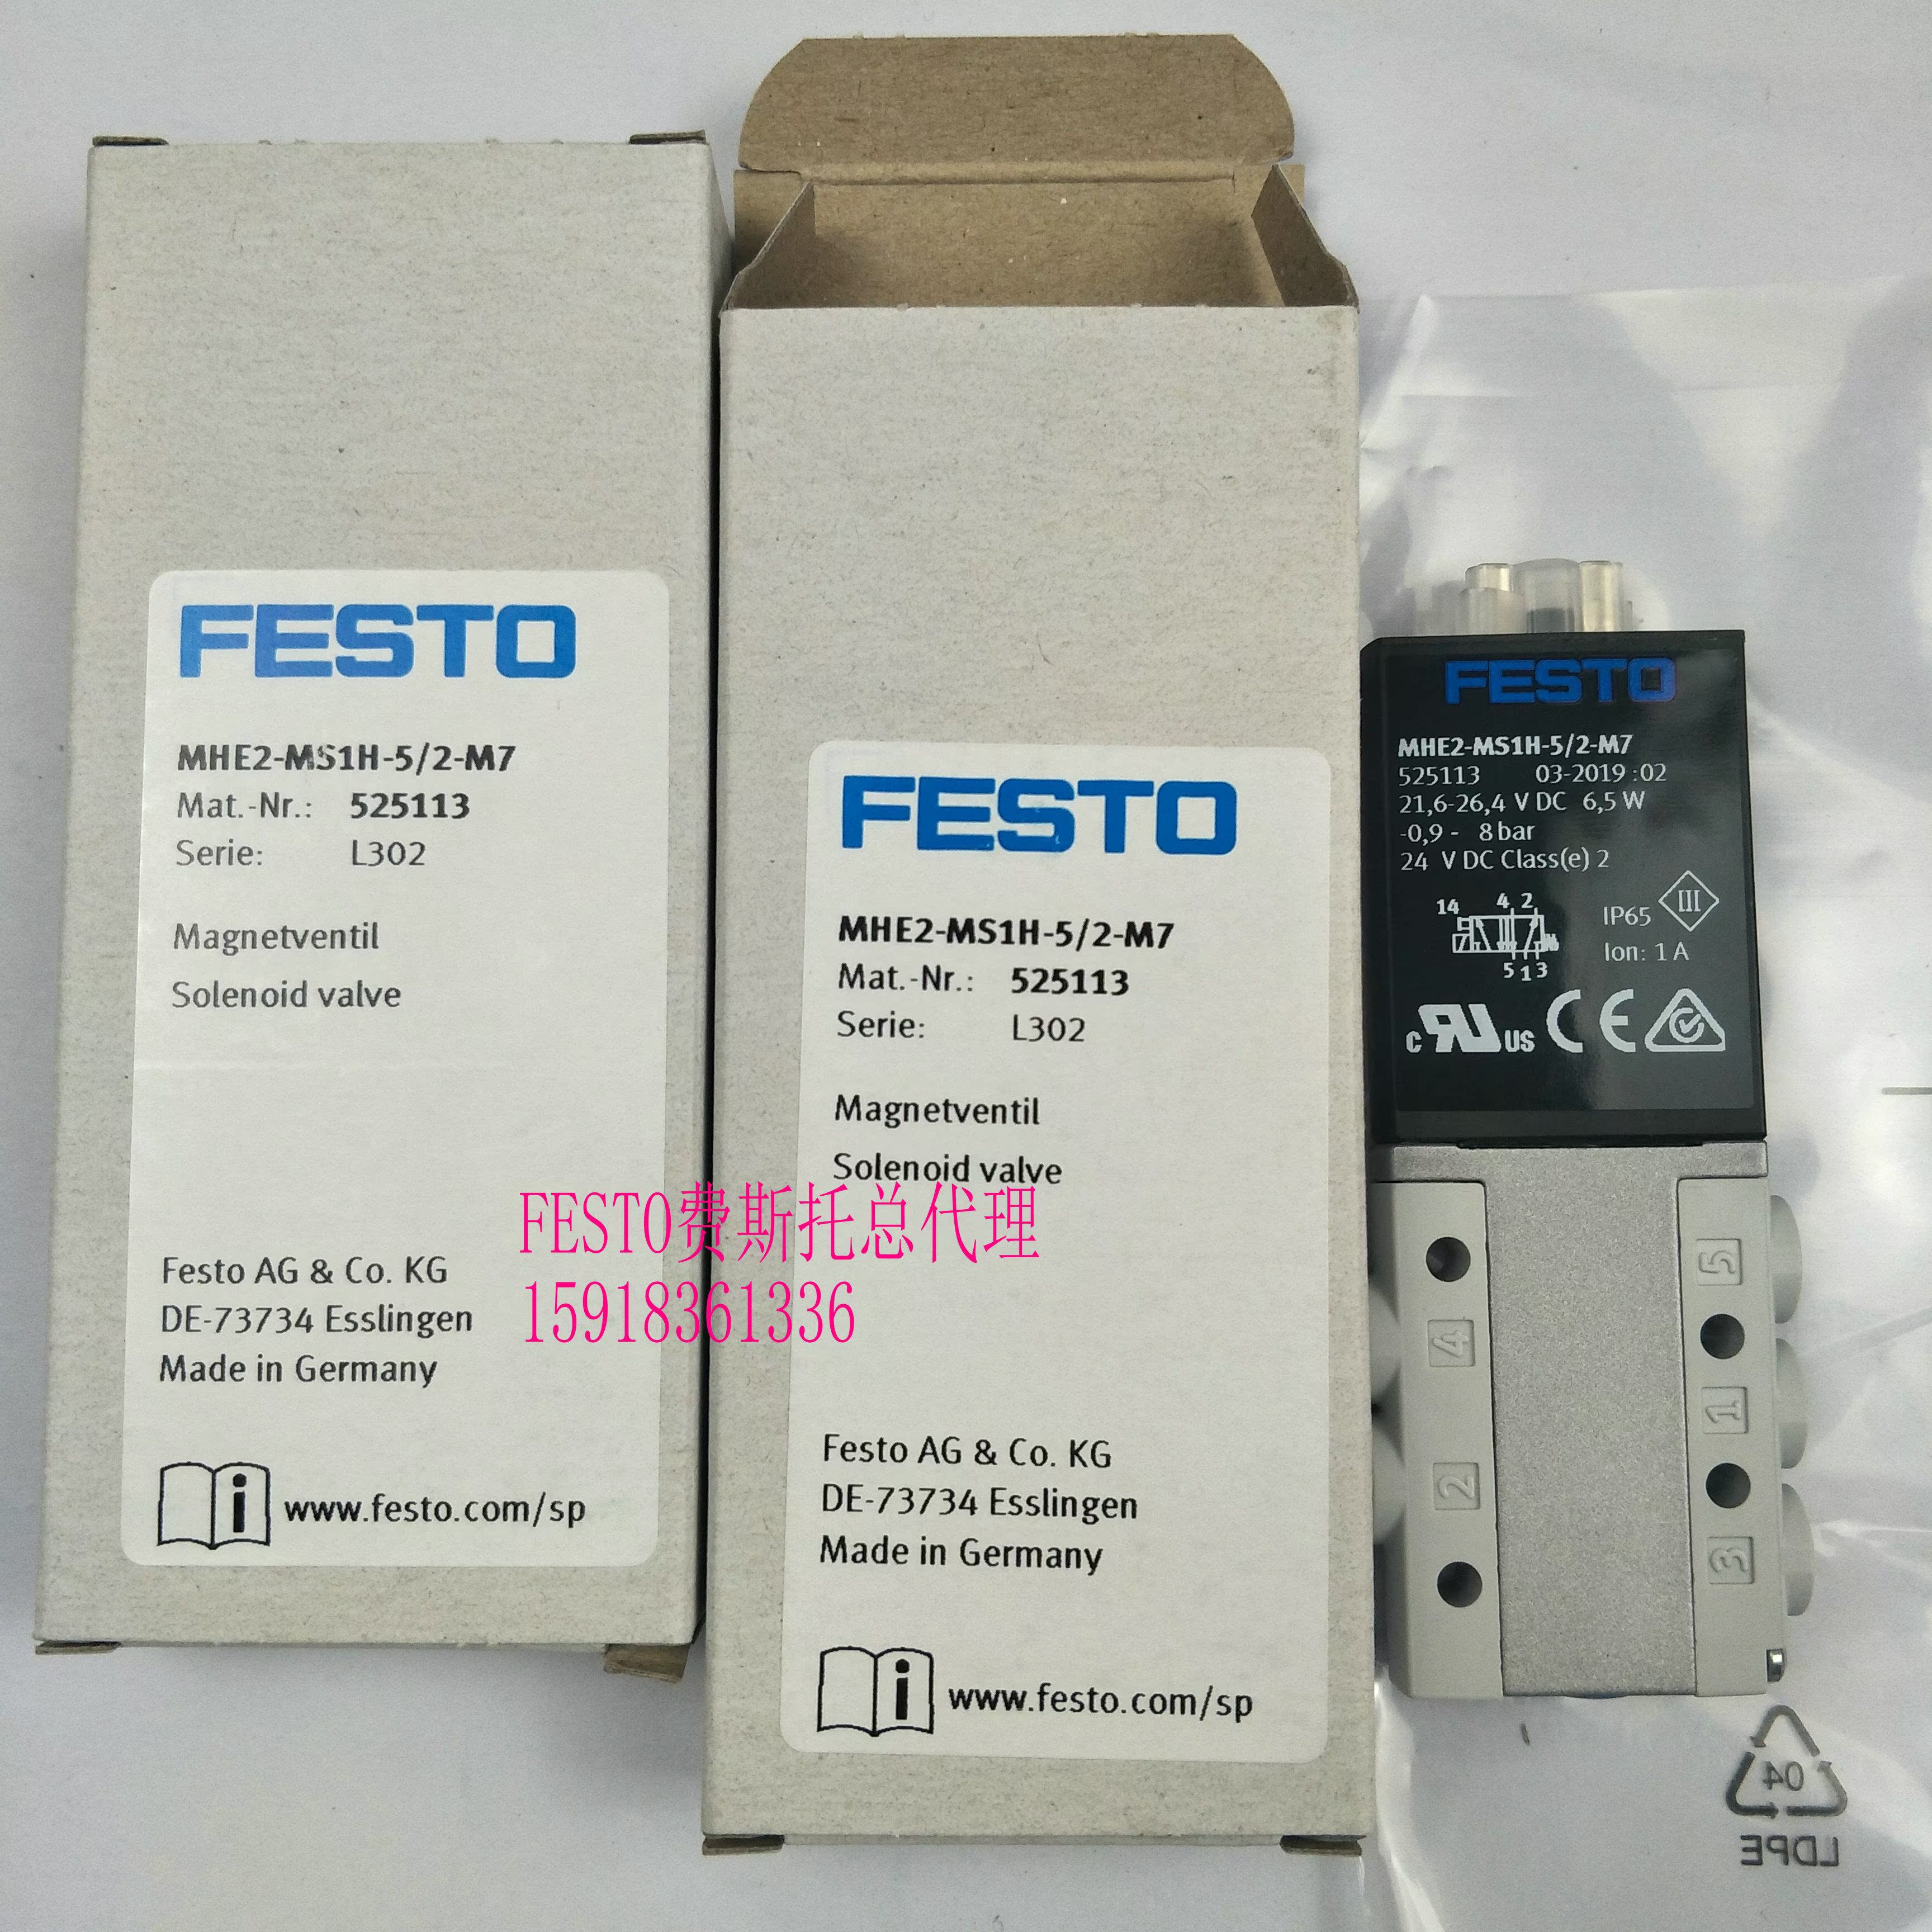 FESTO
MHE2-MS1H-5/2-M7
Mat.-Nr.: 525113
Serie: L302
Magnetventil
Solenoid valve
Festo AG & Co. KG
DE-73734 Esslingen
Made in Germany
i www.festo.com/sp
FESTO
MHE2-MS1H-5/2-M7
Mat.-Nr.: 525113
Serie: L302
Magnetventil
Solenoid valve
Festo AG & Co. KG
DE-73734 Esslingen
Made in Germany
i www.festo.com/sp
FESTO费斯托总代理
15918361336
FESTO
MHE2-MS1H-5/2-M7
525113 03-2019 :02
21,6-26,4 V DC 6,5 W
-0,9 - 8 bar
24 V DC Class(e) 2
14 4 2
IP65 III
Ion: 1 A
5 1 3
c RU US CE
5
4
1
2
3
04
LDPE